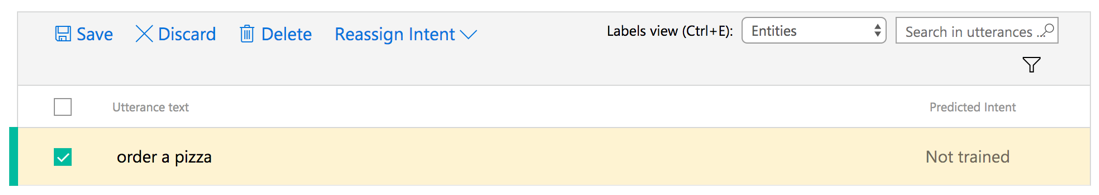 Save Discard Delete Reassign Intent Labels view (Ctrl+E): Entities Search in utterances ..
Utterance text Predicted Intent
order a pizza Not trained